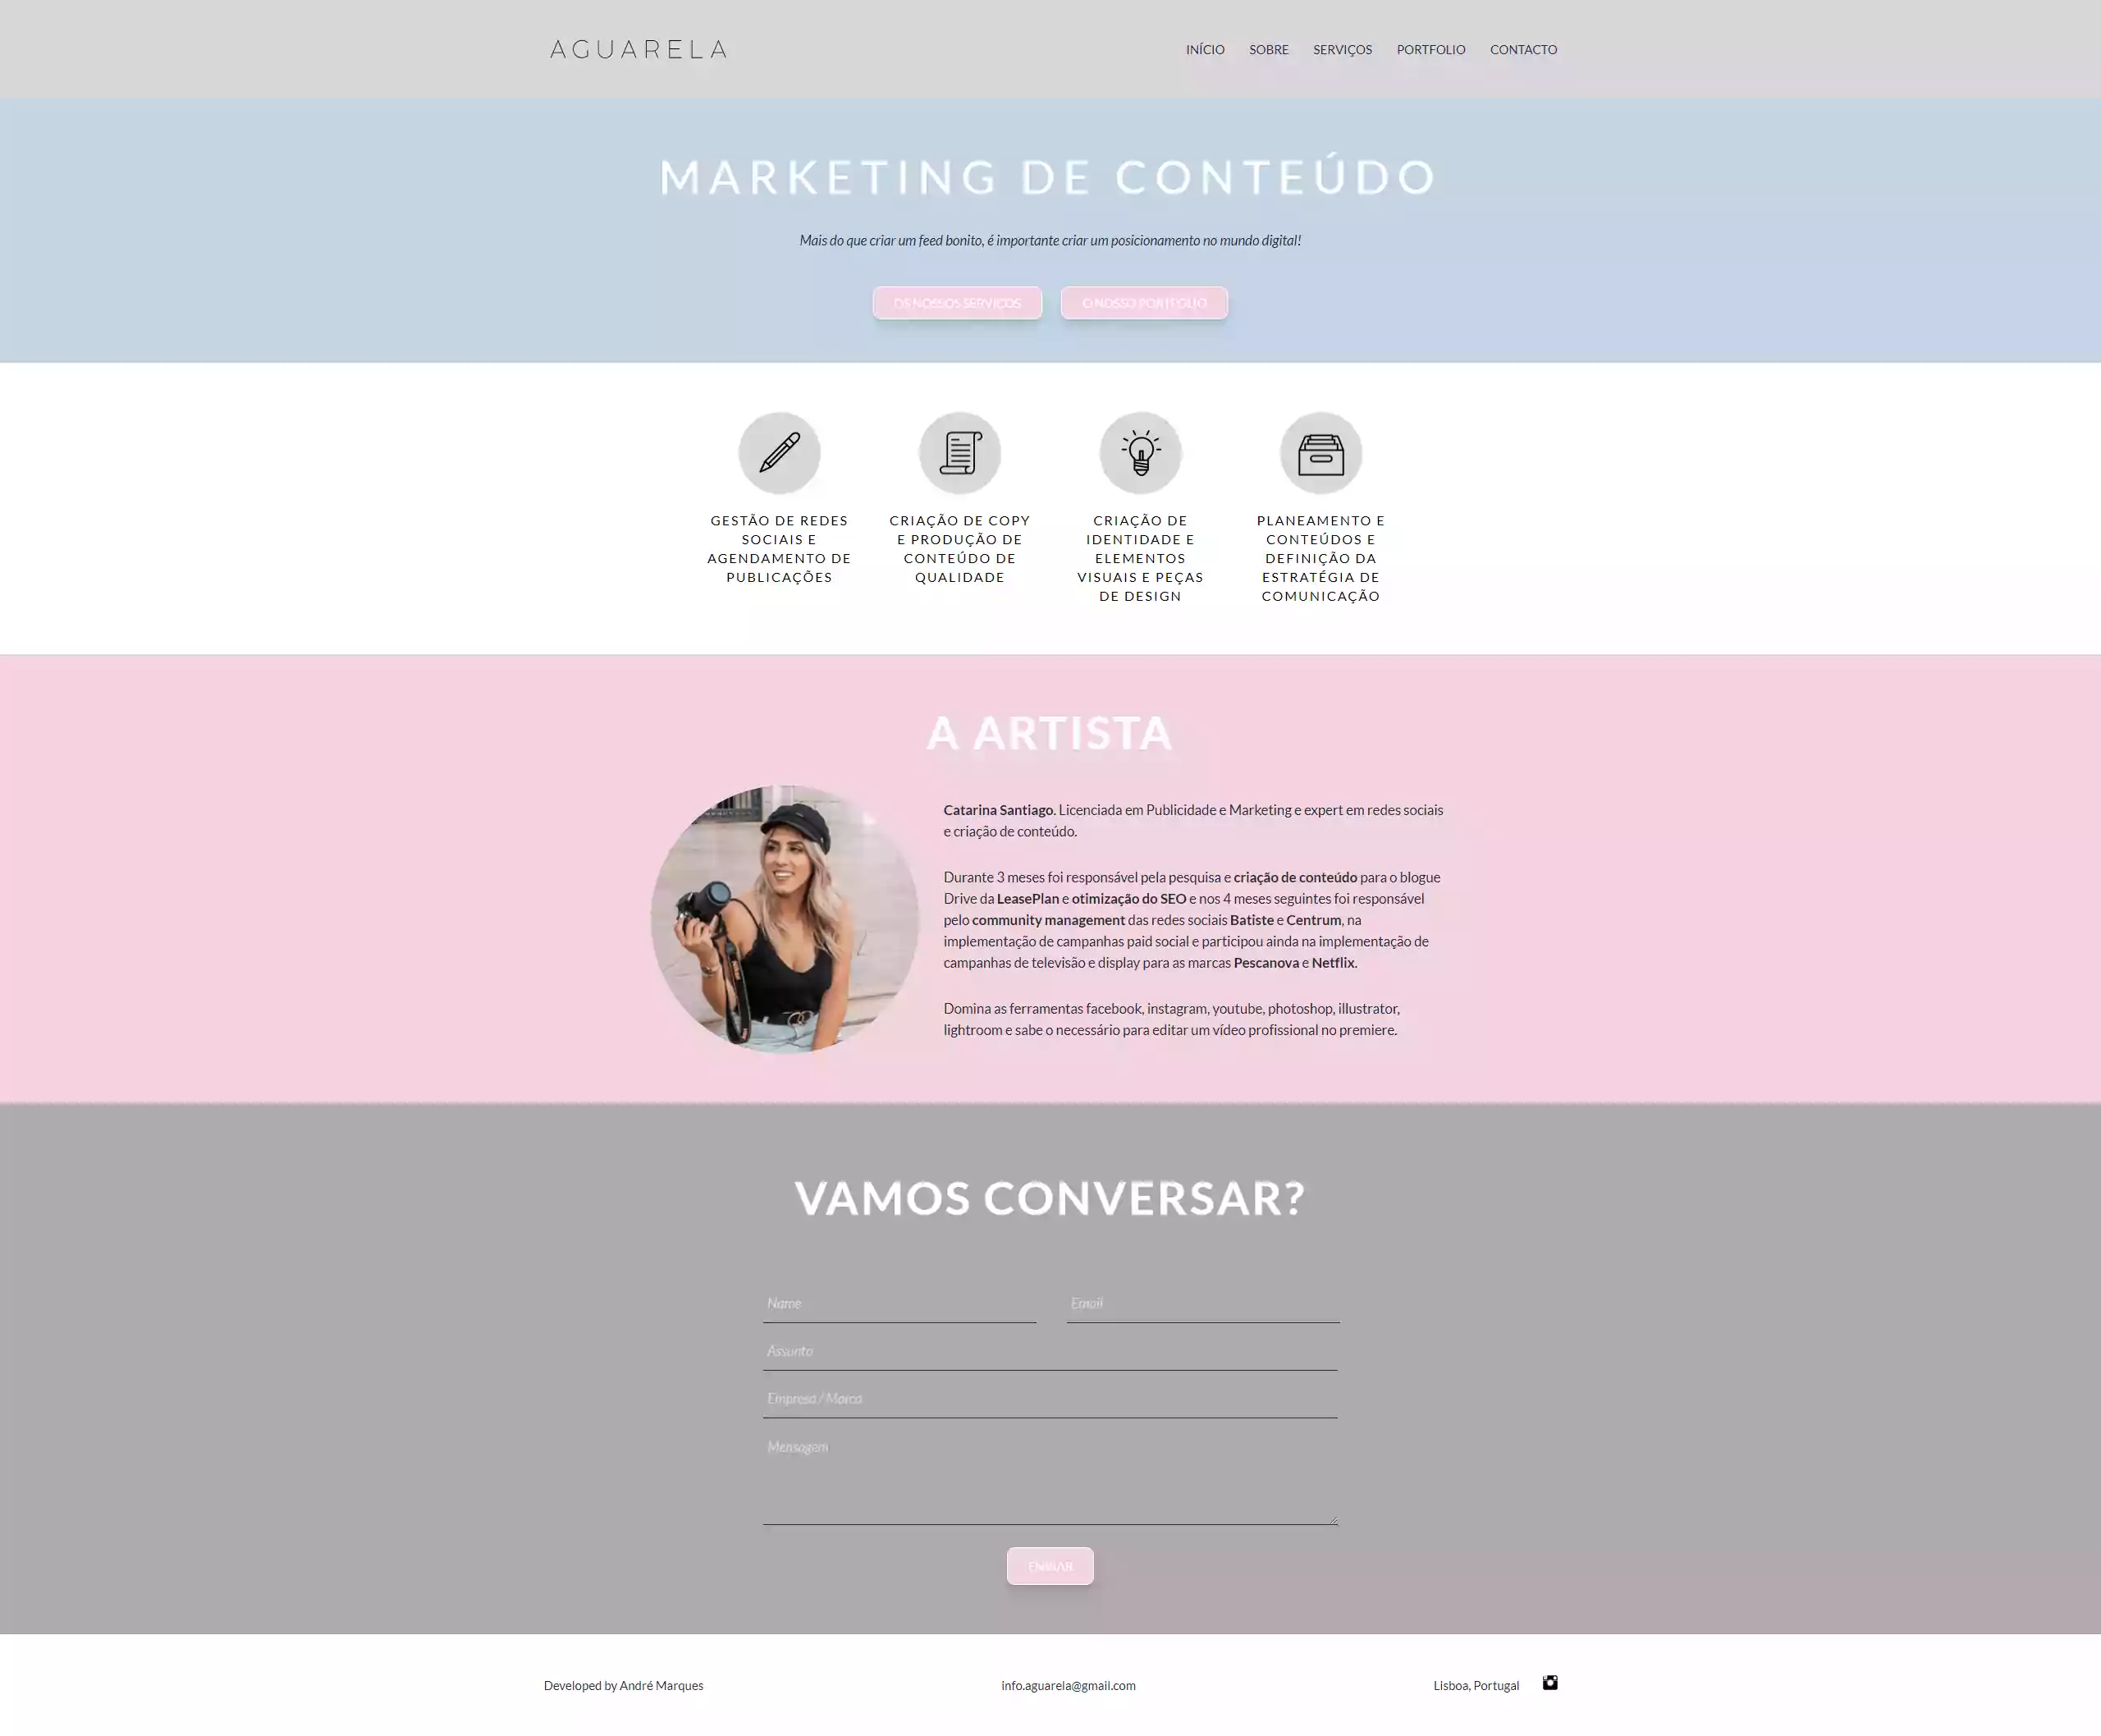 AGUARELA
INÍCIO SOBRE SERVIÇOS PORTFOLIO CONTACTO
MARKETING DE CONTEÚDO
Mais do que criar um feed bonito, é importante criar um posicionamento no mundo digital!
OS NOSSOS SERVIÇOS
O NOSSO PORTFOLIO
GESTÃO DE REDES
SOCIAIS E
AGENDAMENTO DE
PUBLICAÇÕES
CRIAÇÃO DE COPY
E PRODUÇÃO DE
CONTEÚDO DE
QUALIDADE
CRIAÇÃO DE
IDENTIDADE E
ELEMENTOS
VISUAIS E PEÇAS
DE DESIGN
PLANEAMENTO E
CONTEÚDOS E
DEFINIÇÃO DA
ESTRATÉGIA DE
COMUNICAÇÃO
A ARTISTA
Catarina Santiago. Licenciada em Publicidade e Marketing e expert em redes sociais
e criação de conteúdo.
Durante 3 meses foi responsável pela pesquisa e criação de conteúdo para o blogue
Drive da LeasePlan e otimização do SEO e nos 4 meses seguintes foi responsável
pelo community management das redes sociais Batiste e Centrum, na
implementação de campanhas paid social e participou ainda na implementação de
campanhas de televisão e display para as marcas Pescanova e Netflix.
Domina as ferramentas facebook, instagram, youtube, photoshop, illustrator,
lightroom e sabe o necessário para editar um vídeo profissional no premiere.
VAMOS CONVERSAR?
Name
Email
Assunto
Empresa / Marca
Mensagem
ENVIAR
Developed by André Marques
info.aguarela@gmail.com
Lisboa, Portugal